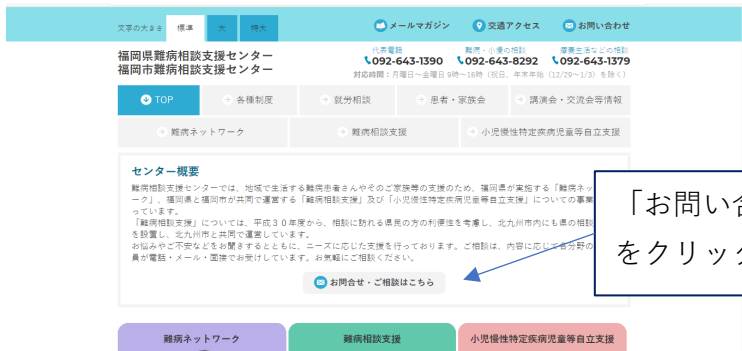 文字の大きさ 標準 大 特大 メールマガジン 交通アクセス お問い合わせ
福岡県難病相談支援センター
福岡市難病相談支援センター
代表電話 難病・小慢の相談 療養生活などの相談
092-643-1390 092-643-8292 092-643-1379
対応時間：月曜日～金曜日 9時～16時（祝日、年末年始（12/29～1/3）を除く）
TOP 各種制度 就労相談 患者・家族会 講演会・交流会等情報
難病ネットワーク 難病相談支援 小児慢性特定疾病児童等自立支援
センター概要
難病相談支援センターでは、地域で生活する難病患者さんやそのご家族等の支援のため、福岡県が実施する「難病ネッ
ーク」、福岡県と福岡市が共同で運営する「難病相談支援」及び「小児慢性特定疾病児童等自立支援」についての事業
っています。
「難病相談支援」については、平成３０年度から、相談に訪れる県民の方の利便性を考慮し、北九州市内にも県の相談
を設置し、北九州市と共同で運営しています。
お悩みやご不安などをお聞きするとともに、ニーズに応じた支援を行っております。ご相談は、内容に応じて各分野の
員が電話・メール・面接でお受けしています。お気軽にご相談ください。
お問合せ・ご相談はこちら
「お問い合
をクリック
難病ネットワーク 難病相談支援 小児慢性特定疾病児童等自立支援